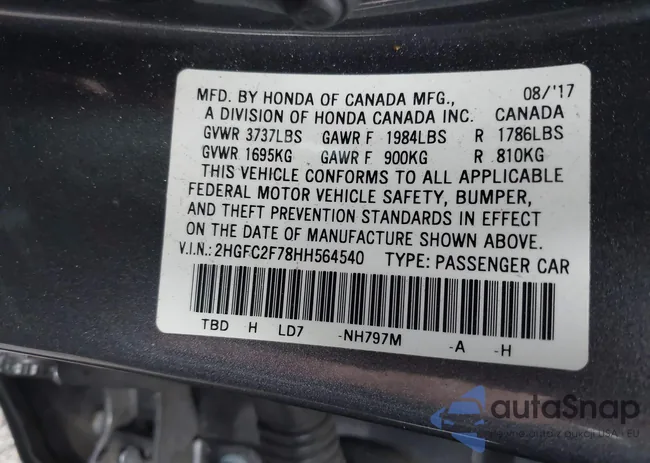 MFD. BY HONDA OF CANADA MFG., 08/'17
A DIVISION OF HONDA CANADA INC. CANADA
GVWR 3737LBS GAWR F 1984LBS R 1786LBS
GVWR 1695KG GAWR F 900KG R 810KG
THIS VEHICLE CONFORMS TO ALL APPLICABLE
FEDERAL MOTOR VEHICLE SAFETY, BUMPER,
AND THEFT PREVENTION STANDARDS IN EFFECT
ON THE DATE OF MANUFACTURE SHOWN ABOVE.
V.I.N.: 2HGFC2F78HH564540 TYPE: PASSENGER CAR
TBD H LD7 -NH797M -A -H
autaSnap